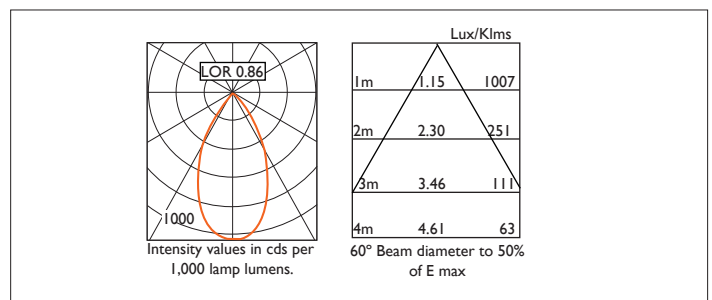 Lux/Klms
LOR 0.86
1m 1.15 1007
2m 2.30 251
3m 3.46 111
1000
4m 4.61 63
Intensity values in cds per
1,000 lamp lumens.
60º Beam diameter to 50%
of E max